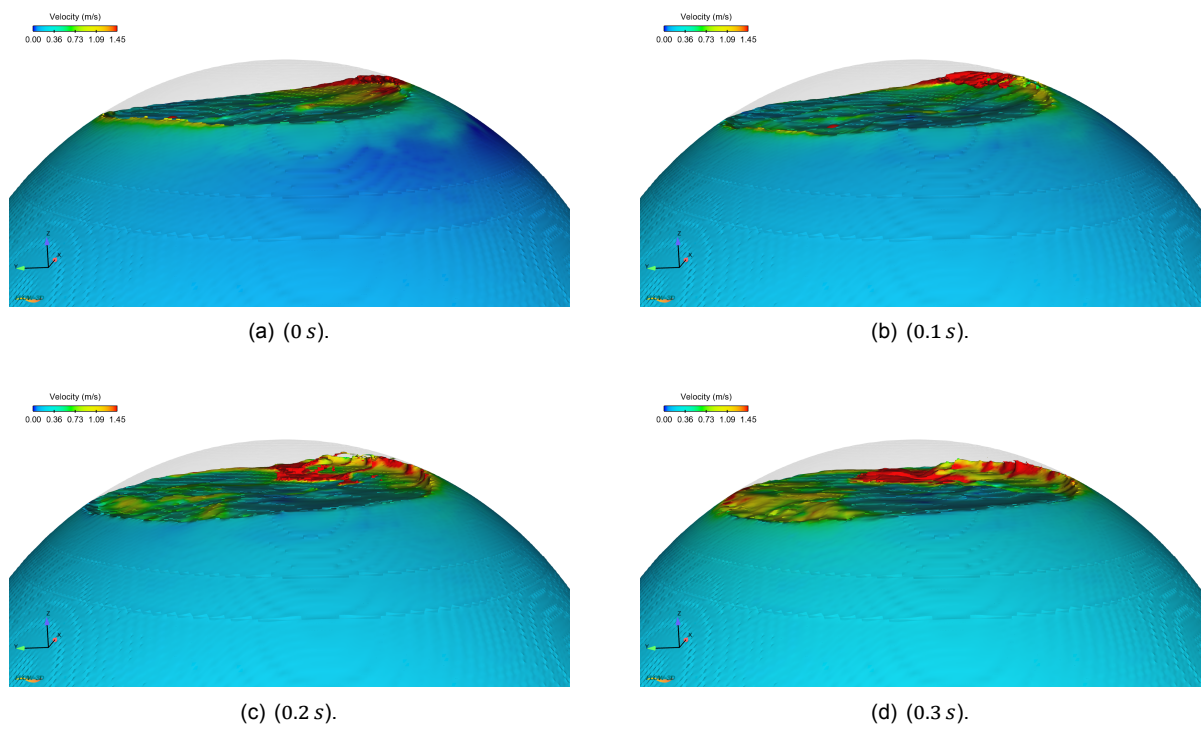 Velocity (m/s)
0.00 0.36 0.73 1.09 1.45
Z
Y
X
(a) (0 s).
Velocity (m/s)
0.00 0.36 0.73 1.09 1.45
Z
Y
X
(b) (0.1 s).
Velocity (m/s)
0.00 0.36 0.73 1.09 1.45
Z
Y
X
(c) (0.2 s).
Velocity (m/s)
0.00 0.36 0.73 1.09 1.45
Z
Y
X
(d) (0.3 s).